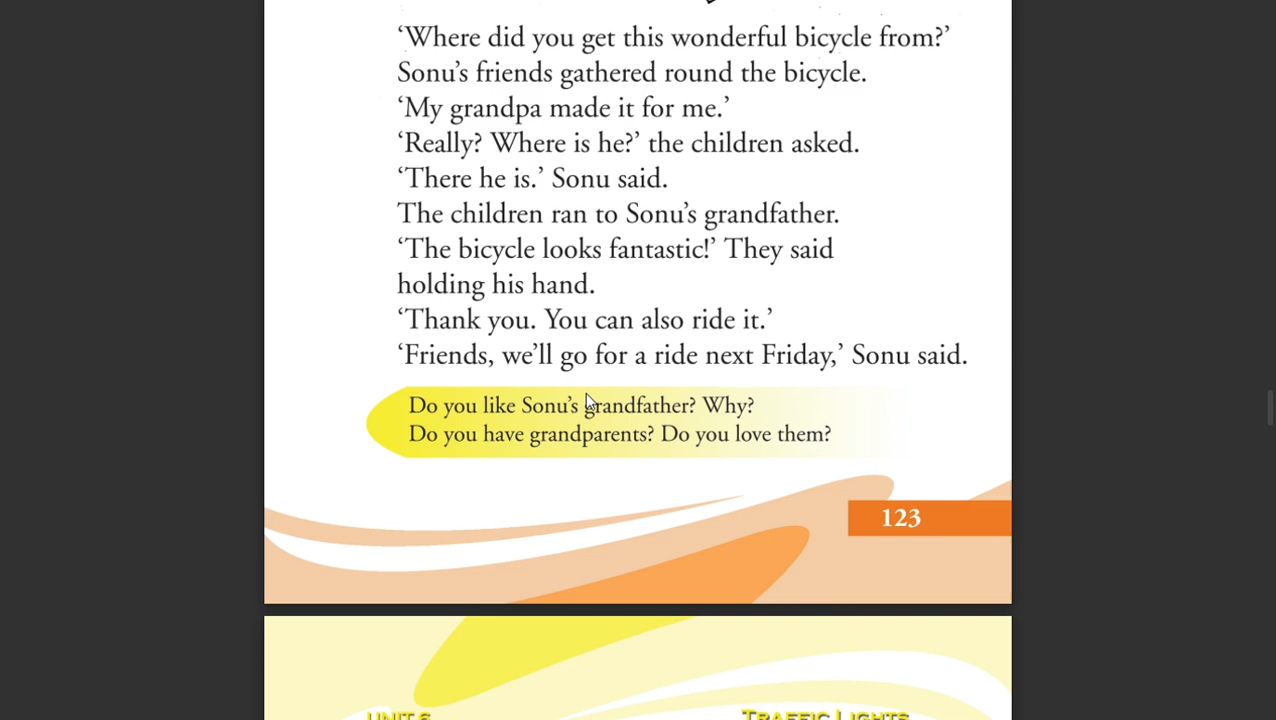 ‘Where did you get this wonderful bicycle from?’
Sonu’s friends gathered round the bicycle.
‘My grandpa made it for me.’
‘Really? Where is he?’ the children asked.
‘There he is.’ Sonu said.
The children ran to Sonu’s grandfather.
‘The bicycle looks fantastic!’ They said
holding his hand.
‘Thank you. You can also ride it.’
‘Friends, we’ll go for a ride next Friday,’ Sonu said.
Do you like Sonu’s grandfather? Why?
Do you have grandparents? Do you love them?
123
UNIT 6
TRAFFIC LIGHTS